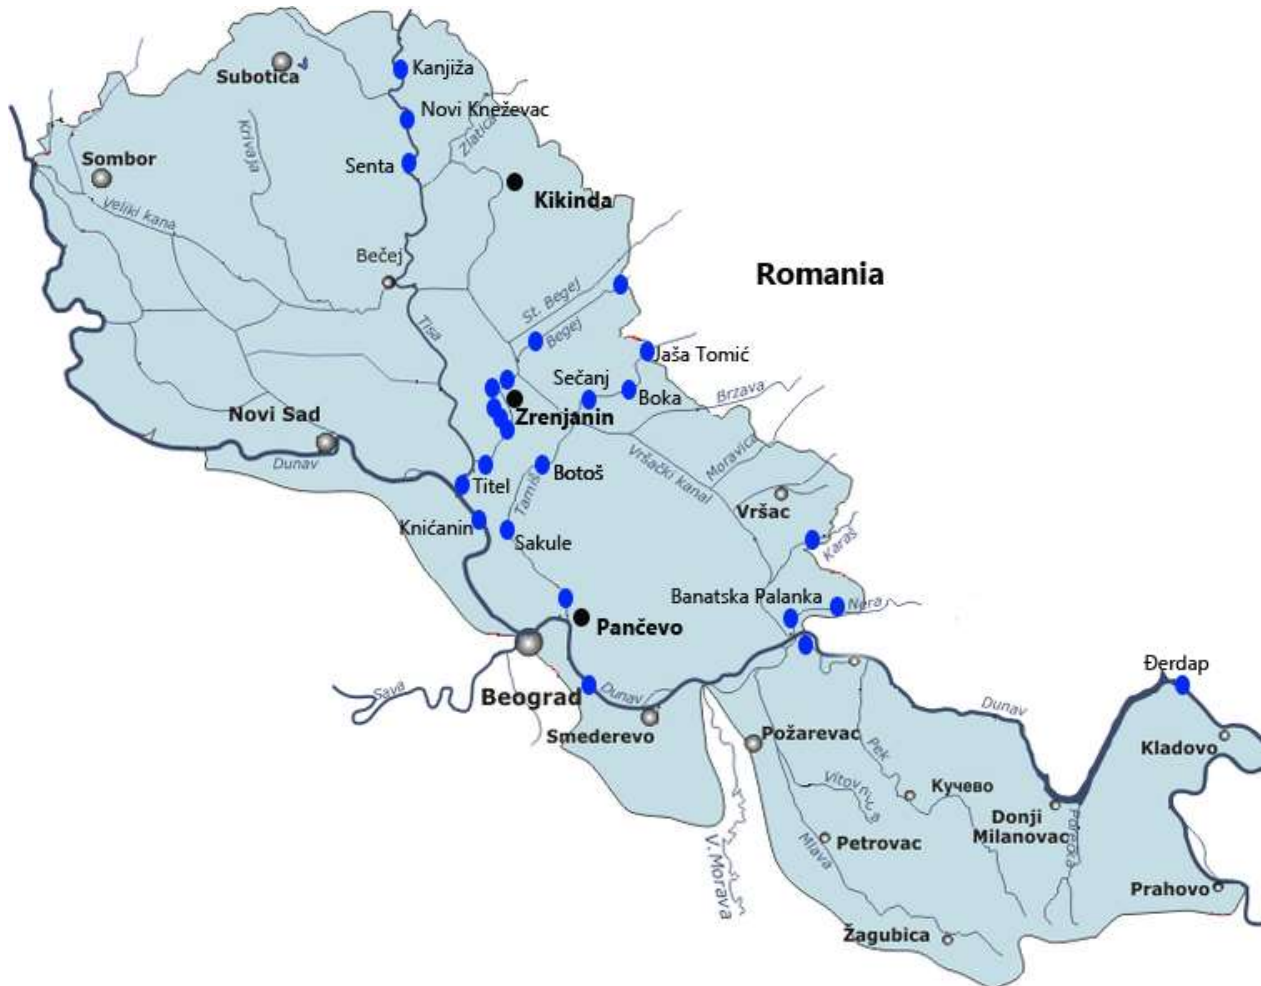 Subotica
Kanjiža
Novi Kneževac
Krivaja
Zlatica
Sombor
Senta
Kikinda
Veliki kana
Bečej
Romania
St. Begej
Begej
Tisa
Jaša Tomić
Sečanj
Boka
Brzava
Novi Sad
Zrenjanin
Moravica
Dunav
Vršački kanal
Titel
Tamiš
Botoš
Vršac
Knićanin
Sakule
Karaš
Banatska Palanka
Nera
Pančevo
Đerdap
Sava
Beograd
Dunav
Dunav
Smederevo
Požarevac
Kladovo
Pek
Vitovnica
Кучево
Donji
Milanovac
Porečka
Petrovac
Mlava
V.Morava
Prahovo
Žagubica